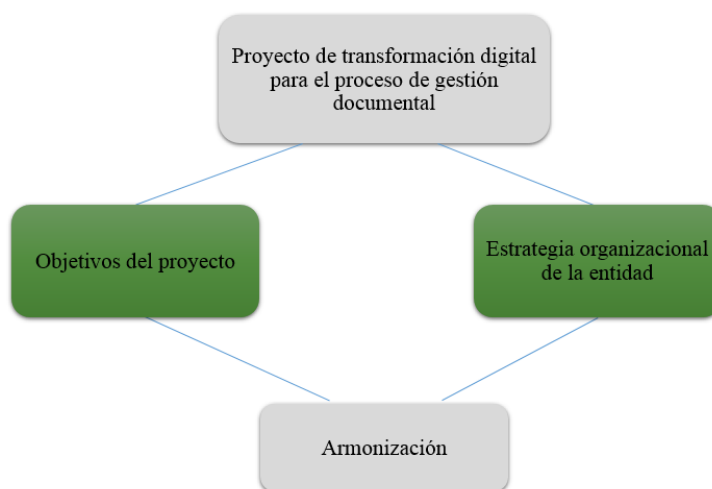 Proyecto de transformación digital
para el proceso de gestión
documental
Objetivos del proyecto
Estrategia organizacional
de la entidad
Armonización